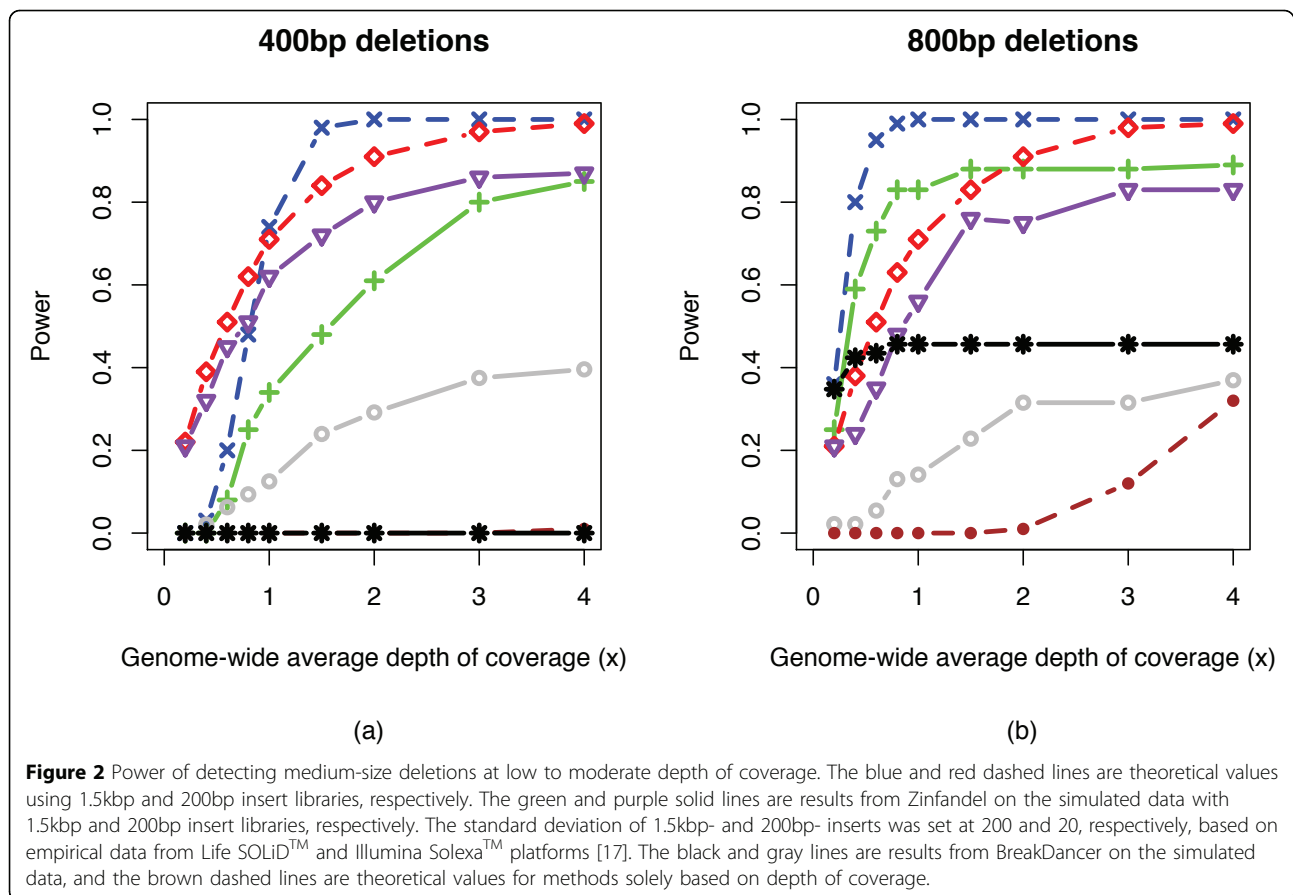 400bp deletions
Power
0.0 0.2 0.4 0.6 0.8 1.0
0 1 2 3 4
Genome-wide average depth of coverage (x)
(a)
800bp deletions
Power
0.0 0.2 0.4 0.6 0.8 1.0
0 1 2 3 4
Genome-wide average depth of coverage (x)
(b)
Figure 2 Power of detecting medium-size deletions at low to moderate depth of coverage. The blue and red dashed lines are theoretical values
using 1.5kbp and 200bp insert libraries, respectively. The green and purple solid lines are results from Zinfandel on the simulated data with
1.5kbp and 200bp insert libraries, respectively. The standard deviation of 1.5kbp- and 200bp- inserts was set at 200 and 20, respectively, based on
empirical data from Life SOLiD™ and Illumina Solexa™ platforms [17]. The black and gray lines are results from BreakDancer on the simulated
data, and the brown dashed lines are theoretical values for methods solely based on depth of coverage.